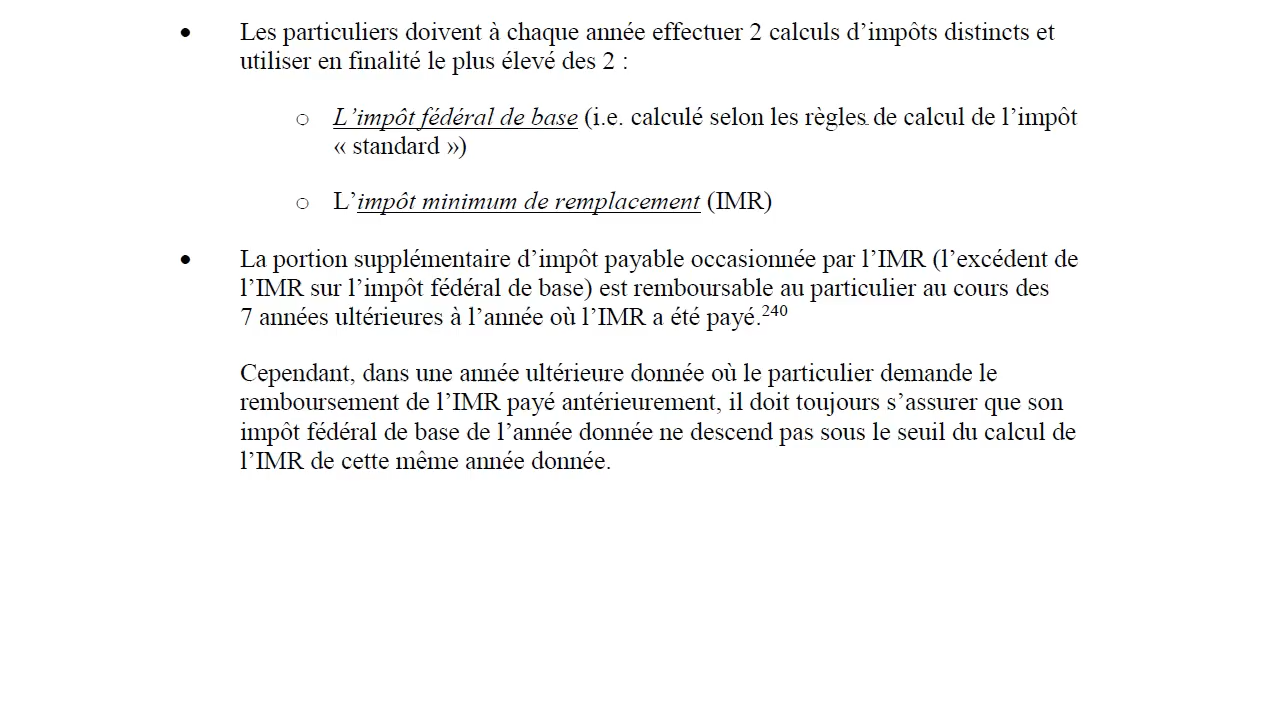 • Les particuliers doivent à chaque année effectuer 2 calculs d’impôts distincts et
utiliser en finalité le plus élevé des 2 :
○ L’impôt fédéral de base (i.e. calculé selon les règles de calcul de l’impôt
« standard »)
○ L’impôt minimum de remplacement (IMR)
• La portion supplémentaire d’impôt payable occasionnée par l’IMR (l’excédent de
l’IMR sur l’impôt fédéral de base) est remboursable au particulier au cours des
7 années ultérieures à l’année où l’IMR a été payé.240
Cependant, dans une année ultérieure donnée où le particulier demande le
remboursement de l’IMR payé antérieurement, il doit toujours s’assurer que son
impôt fédéral de base de l’année donnée ne descend pas sous le seuil du calcul de
l’IMR de cette même année donnée.